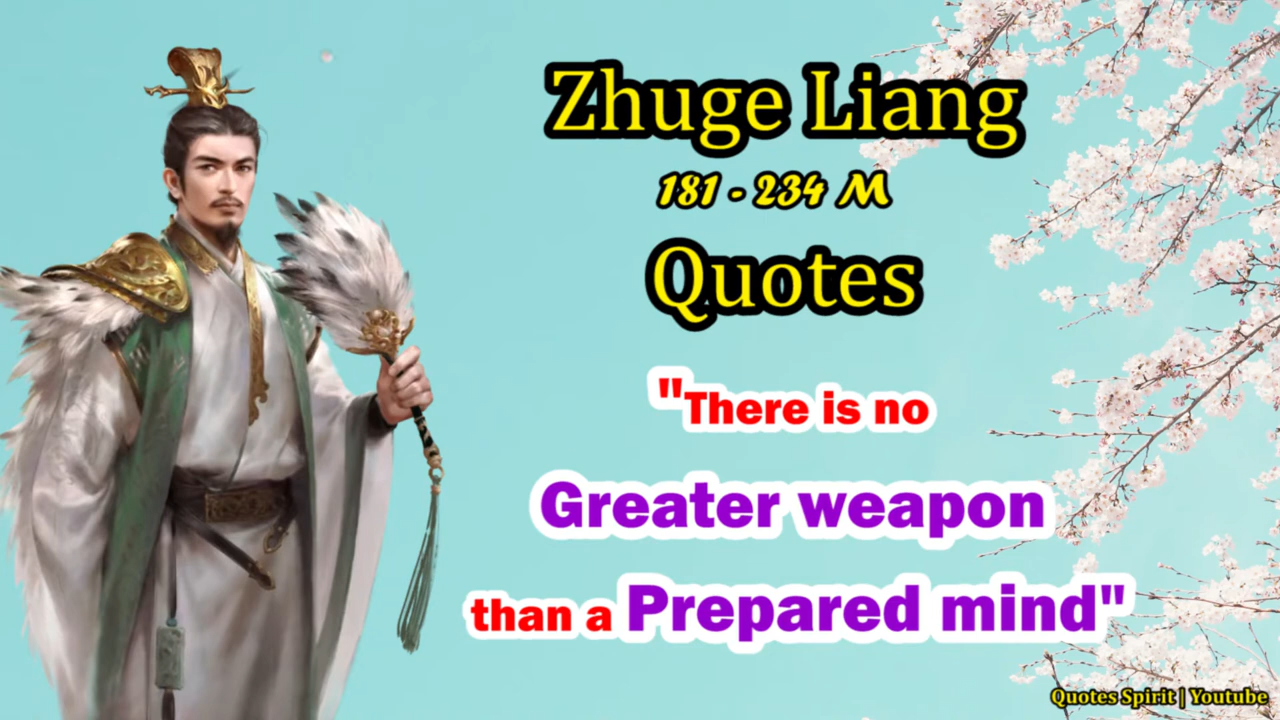 Zhuge Liang
181 - 234 M
Quotes
"There is no
Greater weapon
than a Prepared mind"
Quotes Spirit | Youtube